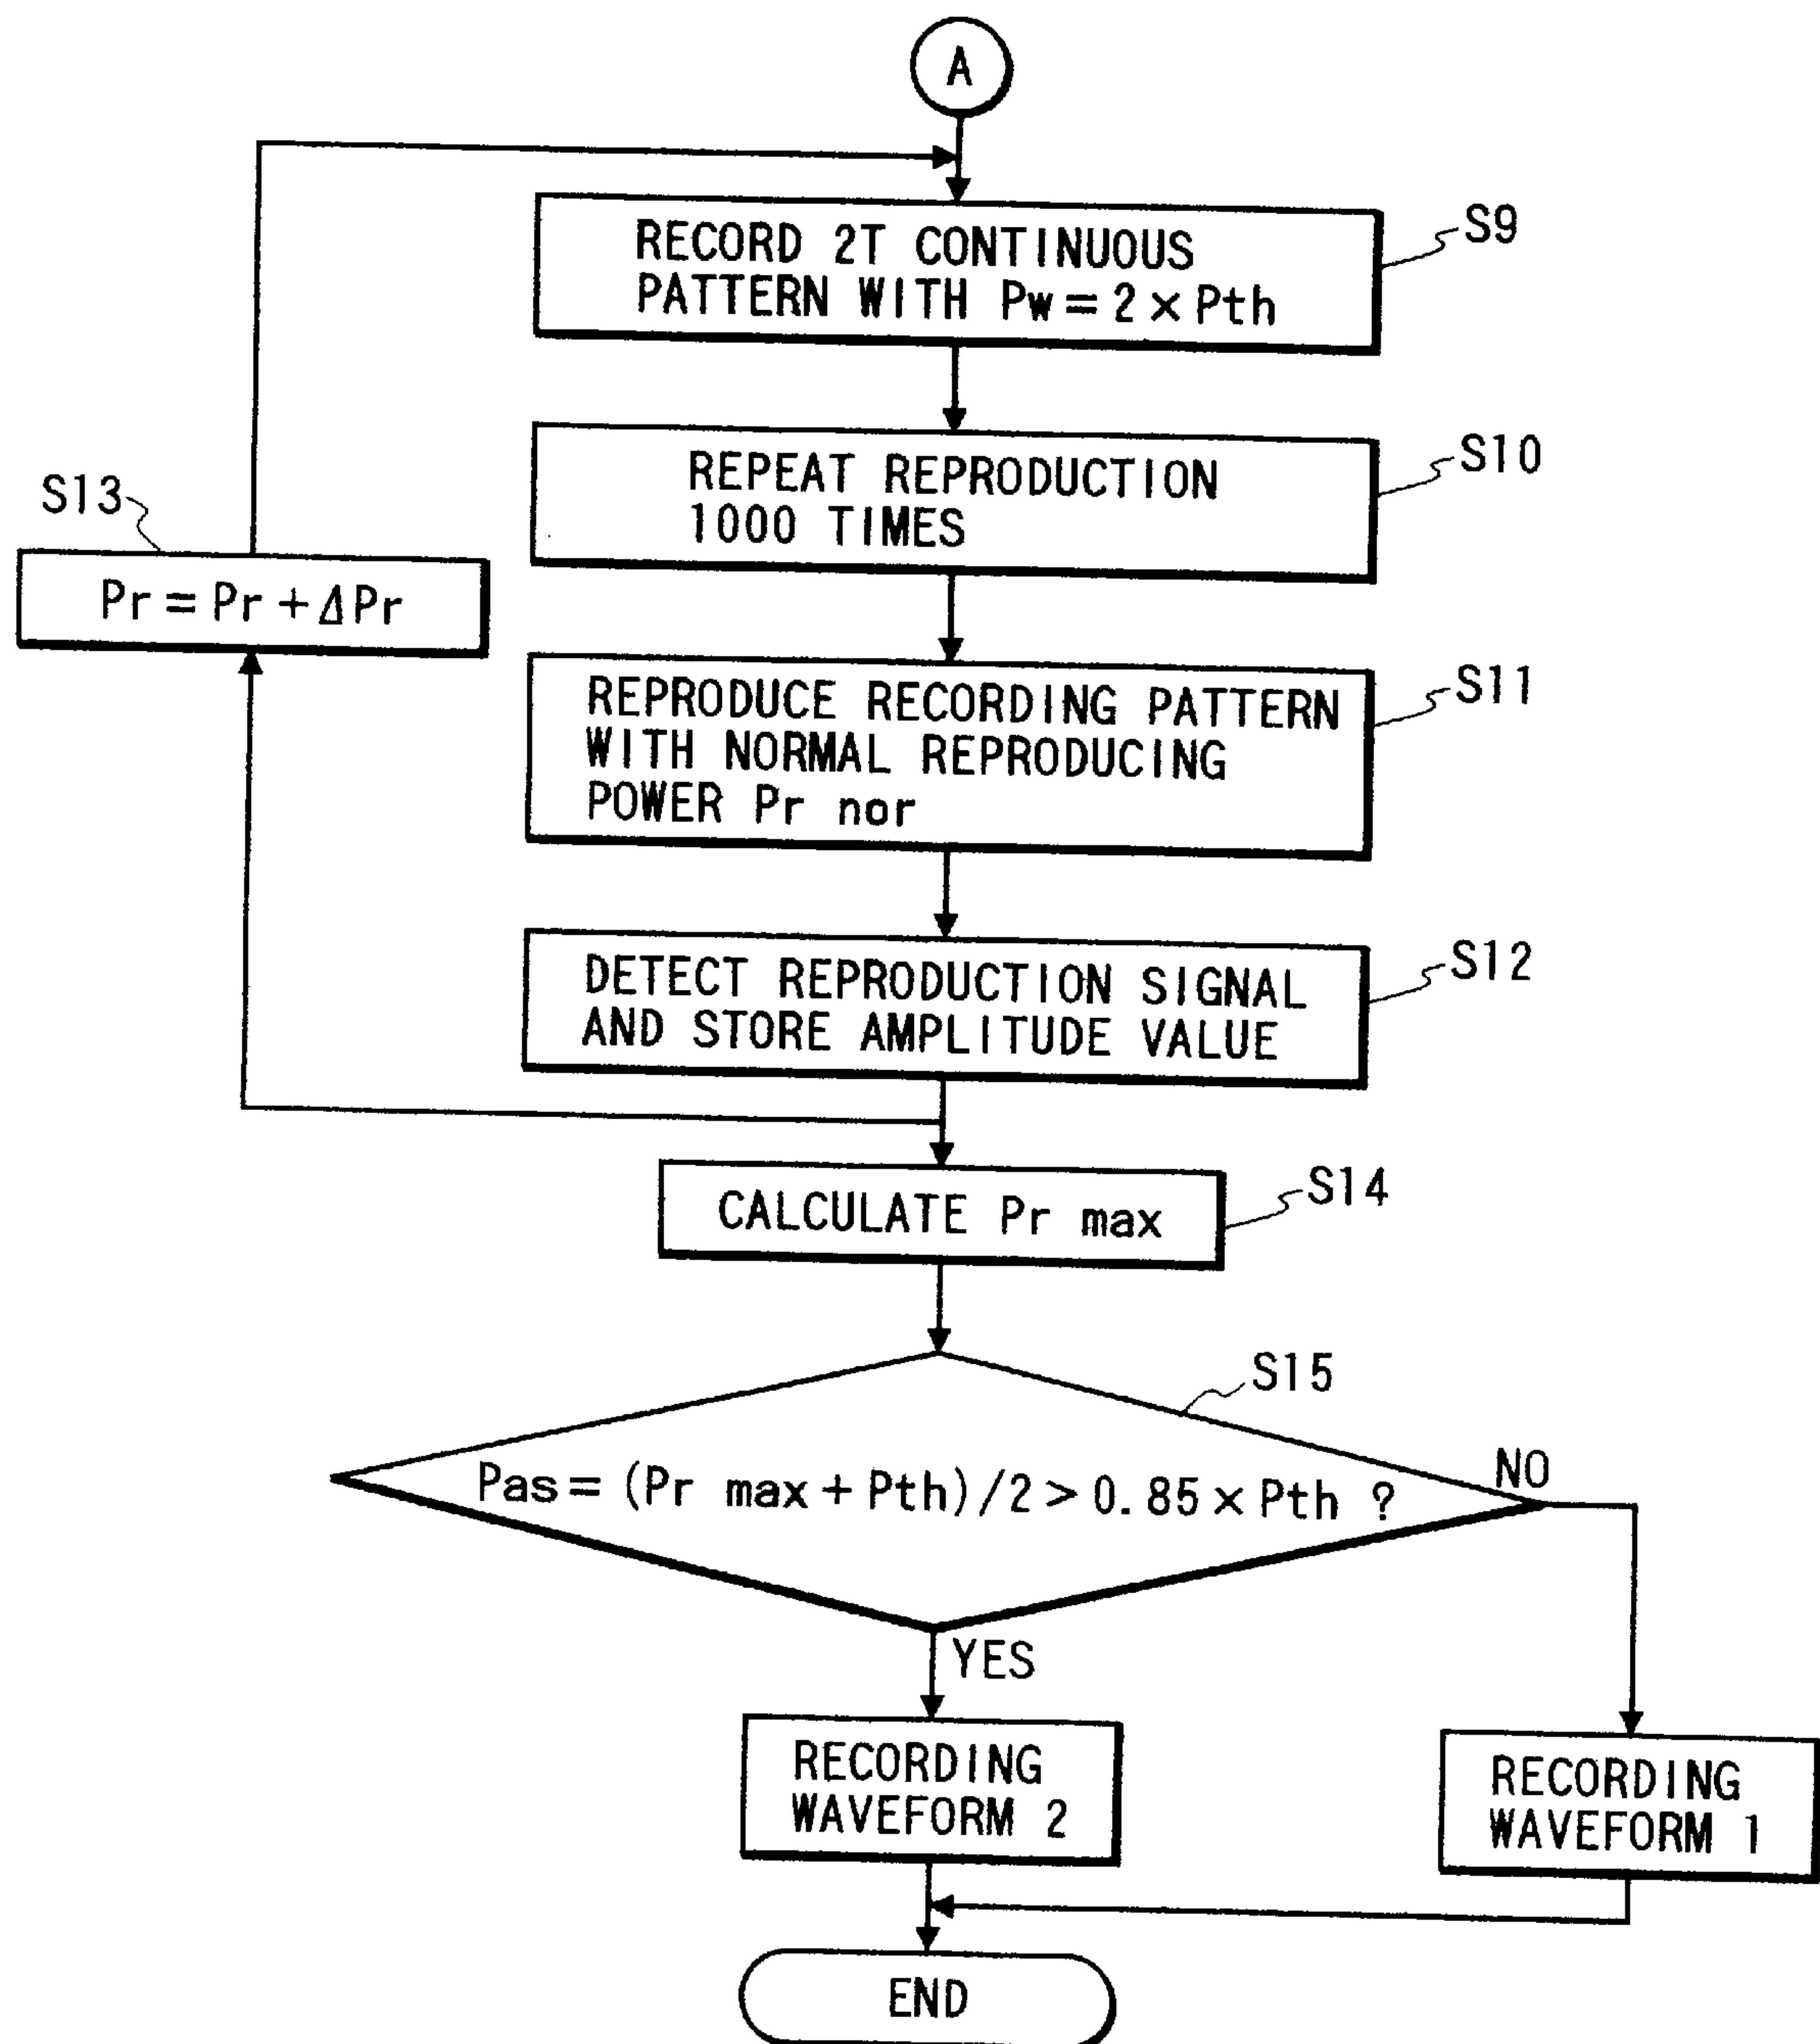 A
RECORD 2T CONTINUOUS
PATTERN WITH Pw = 2 × Pth
S9
REPEAT REPRODUCTION
1000 TIMES
S10
S13
Pr = Pr + ΔPr
REPRODUCE RECORDING PATTERN
WITH NORMAL REPRODUCING
POWER Pr nor
S11
DETECT REPRODUCTION SIGNAL
AND STORE AMPLITUDE VALUE
S12
CALCULATE Pr max
S14
S15
Pas = (Pr max + Pth)/2 > 0.85 × Pth ?
NO
YES
RECORDING
WAVEFORM 2
RECORDING
WAVEFORM 1
END